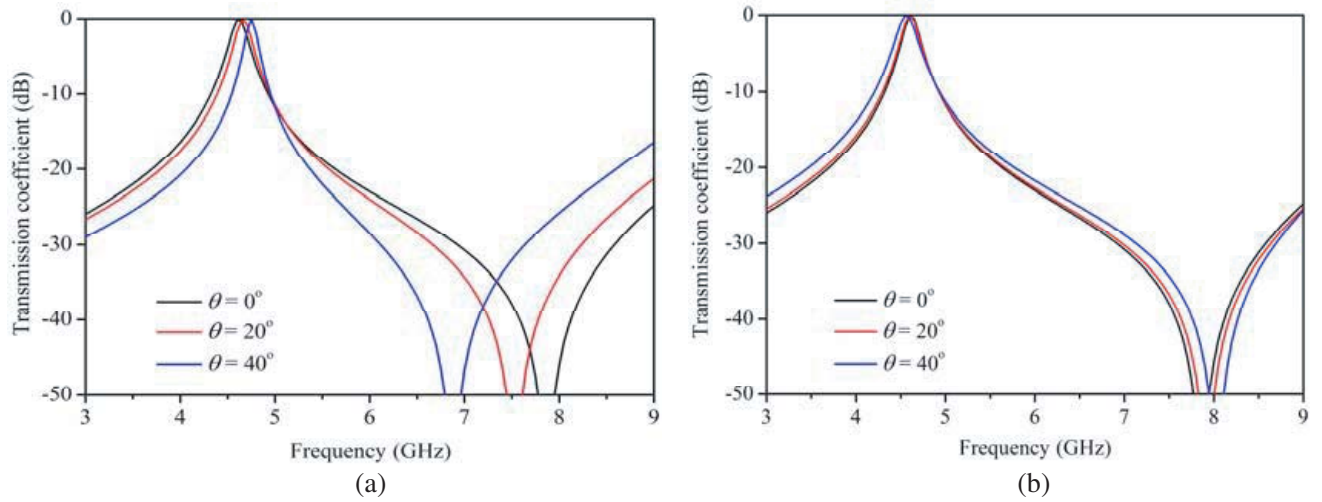 0
-10
-20
-30
-40
-50
Transmission coefficient (dB)
θ = 0°
θ = 20°
θ = 40°
3 4 5 6 7 8 9
Frequency (GHz)
(a)
0
-10
-20
-30
-40
-50
Transmission coefficient (dB)
θ = 0°
θ = 20°
θ = 40°
3 4 5 6 7 8 9
Frequency (GHz)
(b)